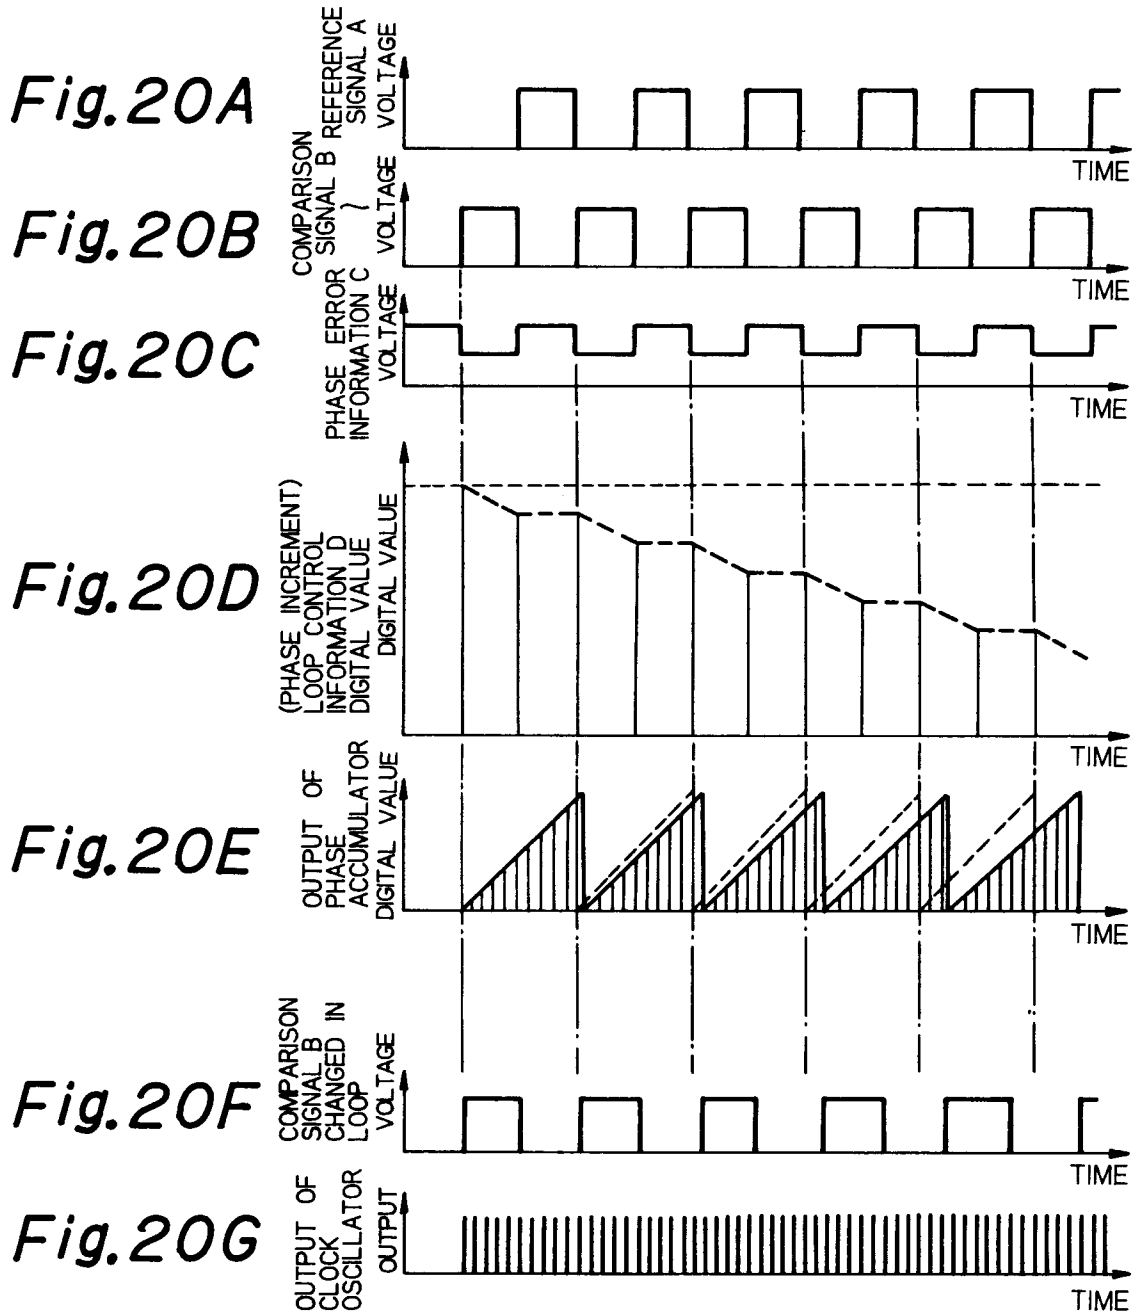 Fig.20A
REFERENCE
SIGNAL A
VOLTAGE
TIME
Fig.20B
COMPARISON
SIGNAL B
~
VOLTAGE
TIME
Fig.20C
PHASE ERROR
INFORMATION C
VOLTAGE
TIME
Fig.20D
(PHASE INCREMENT)
LOOP CONTROL
INFORMATION D
DIGITAL VALUE
DIGITAL VALUE
TIME
Fig.20E
OUTPUT OF
PHASE
ACCUMULATOR
DIGITAL VALUE
TIME
Fig.20F
COMPARISON
SIGNAL B
CHANGED IN
LOOP
VOLTAGE
TIME
Fig.20G
OUTPUT OF
CLOCK
OSCILLATOR
OUTPUT
TIME